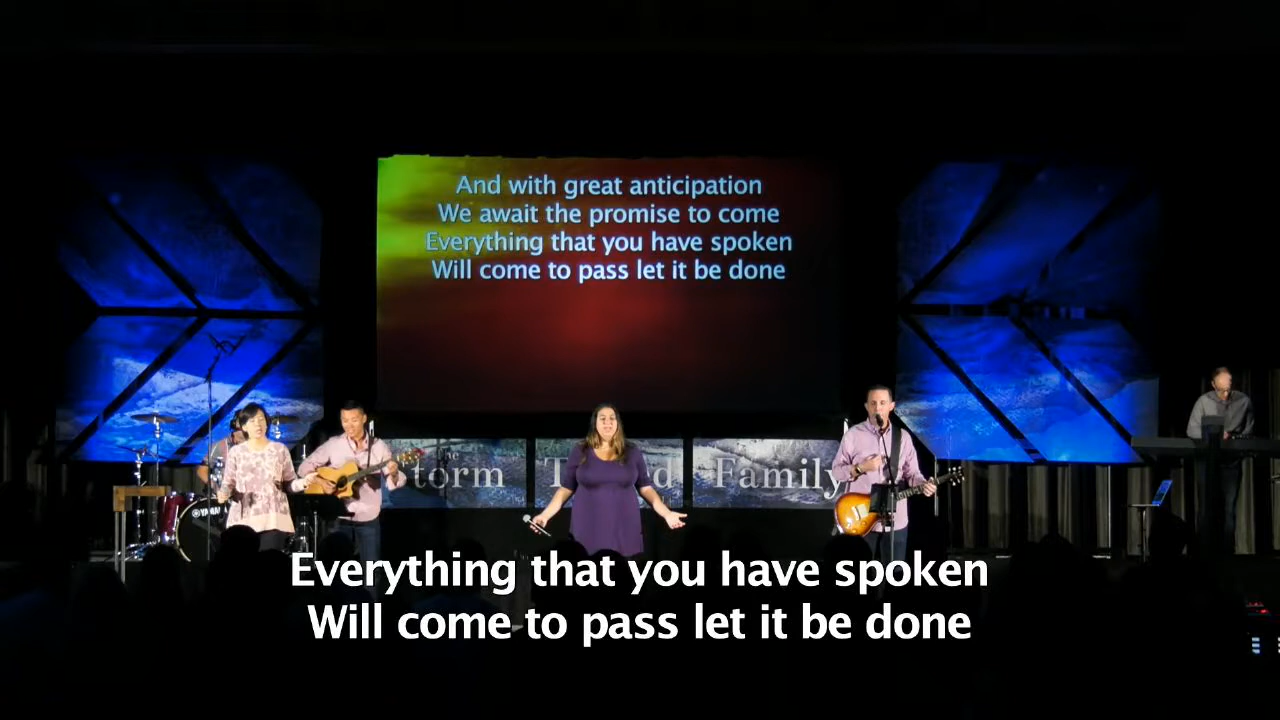 And with great anticipation
We await the promise to come
Everything that you have spoken
Will come to pass let it be done
Storm Family
YAMAHA
Everything that you have spoken
Will come to pass let it be done